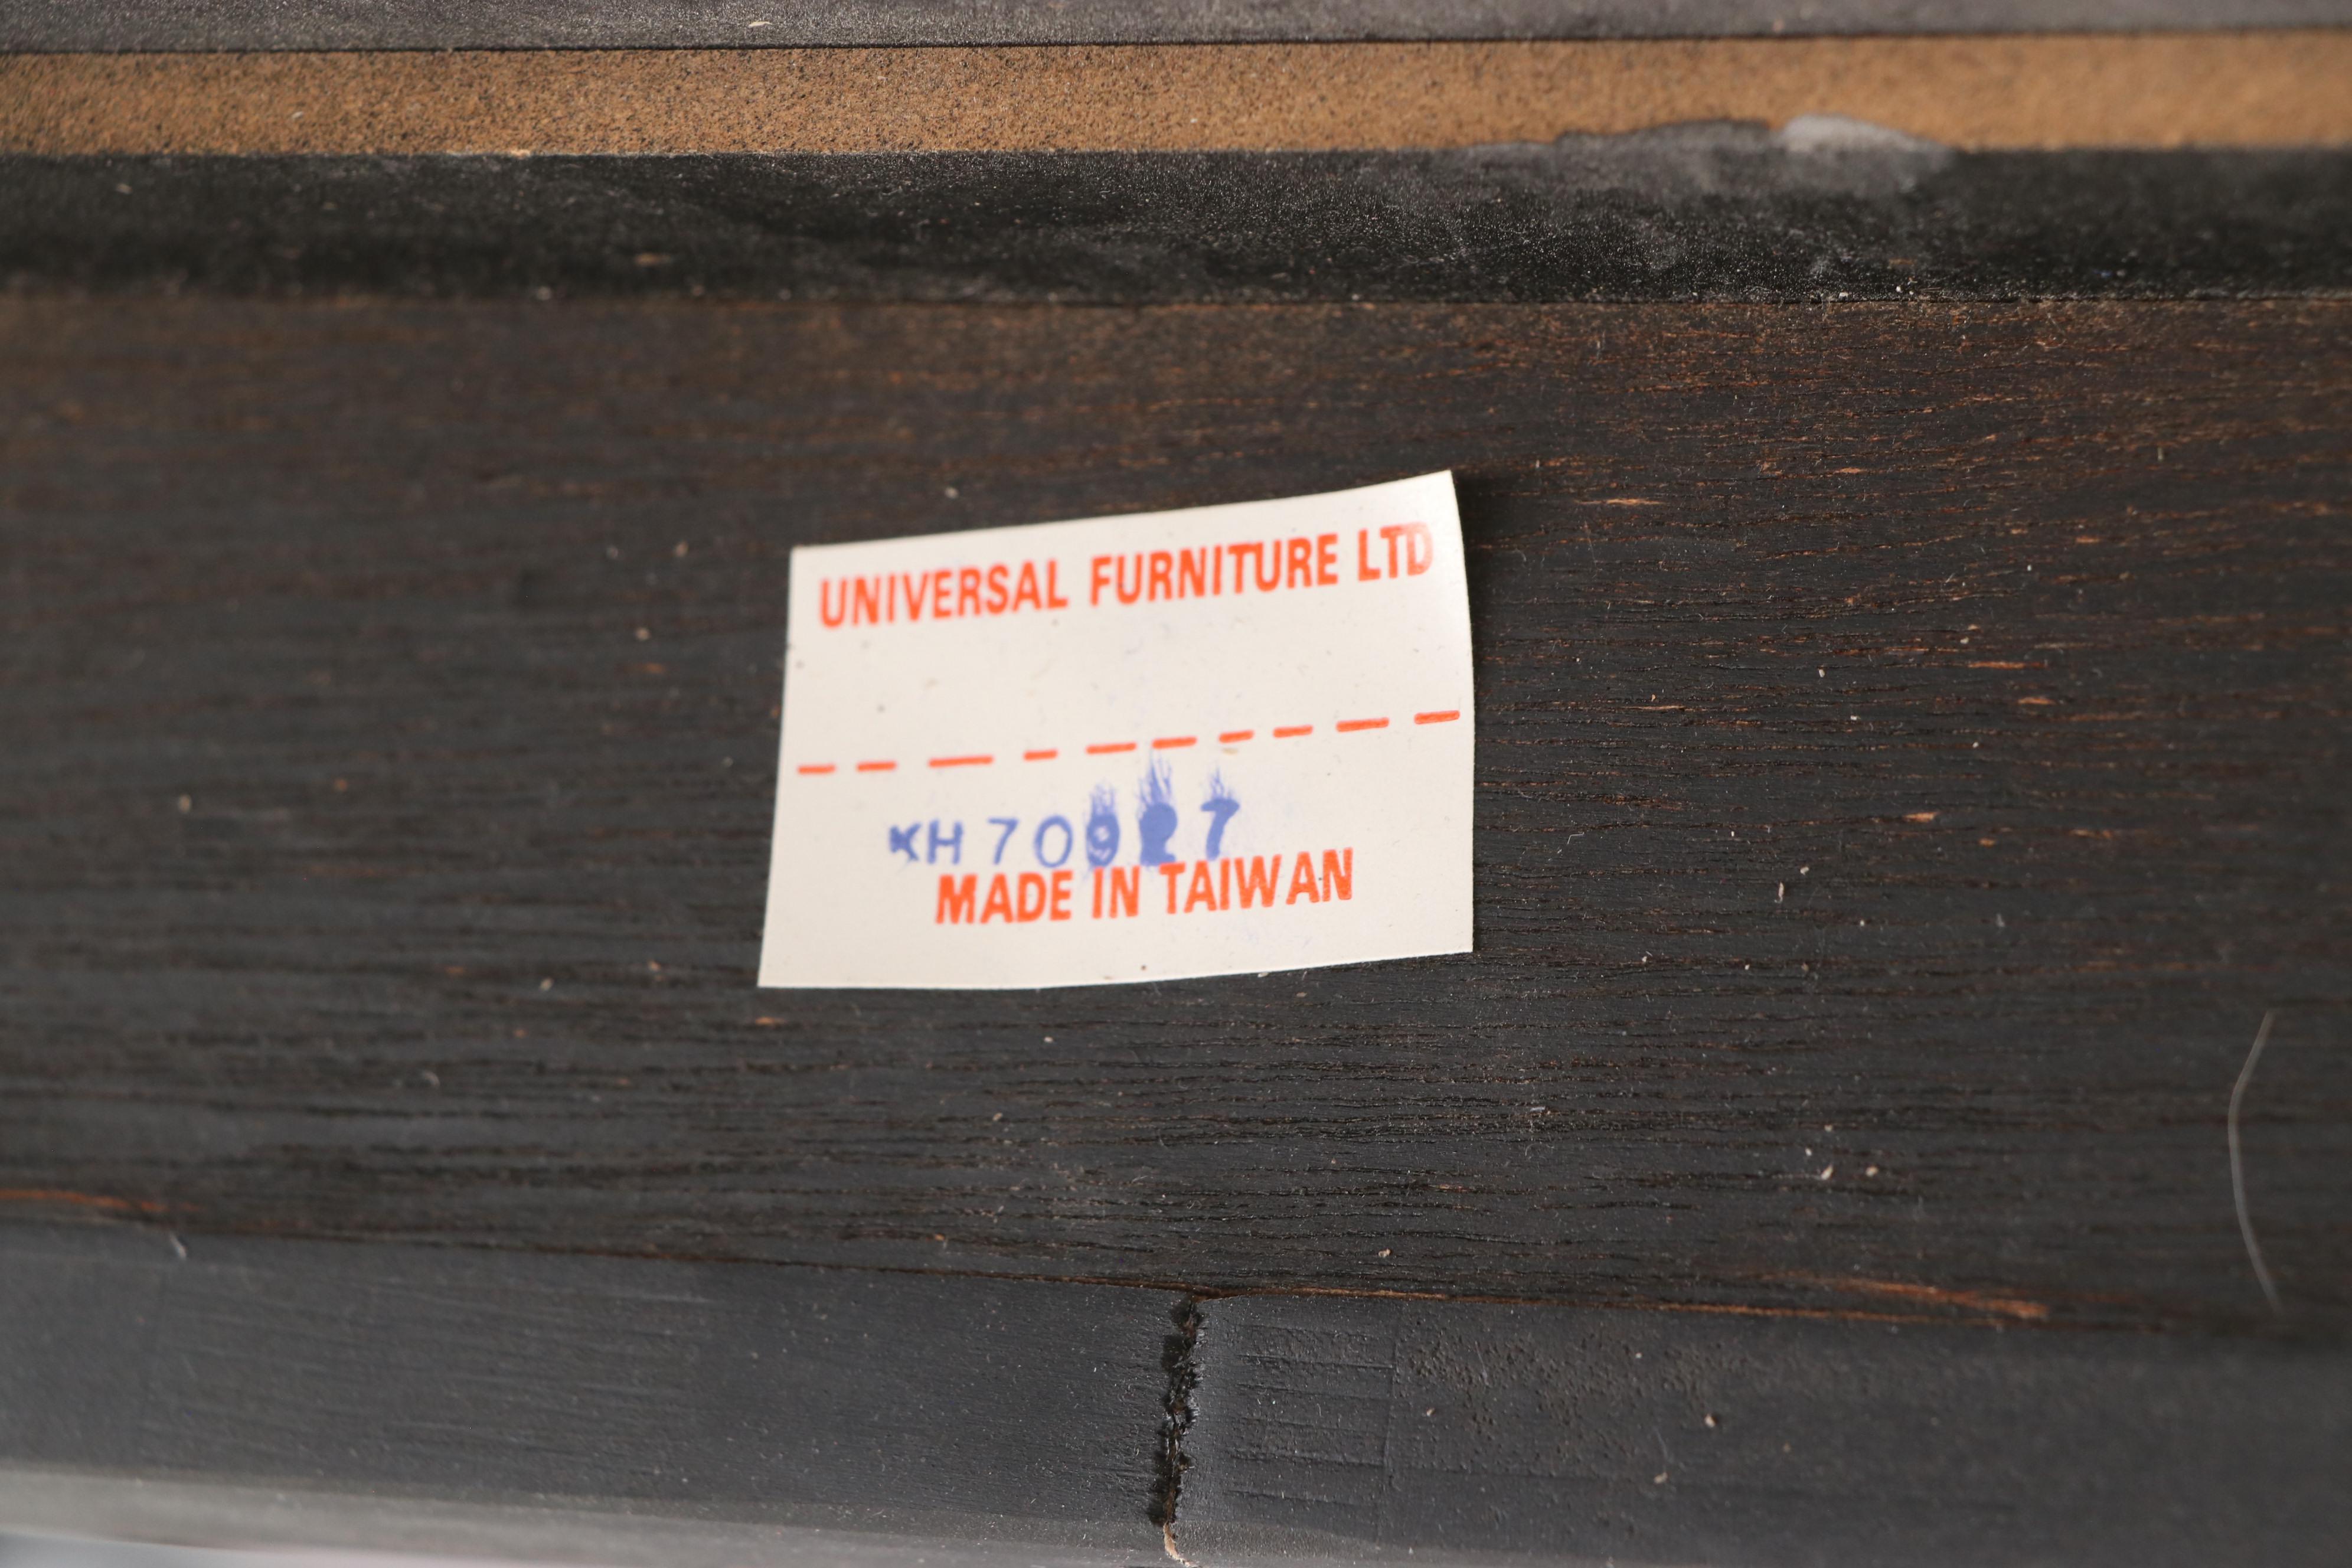 UNIVERSAL FURNITURE LTD
KH 70927
MADE IN TAIWAN